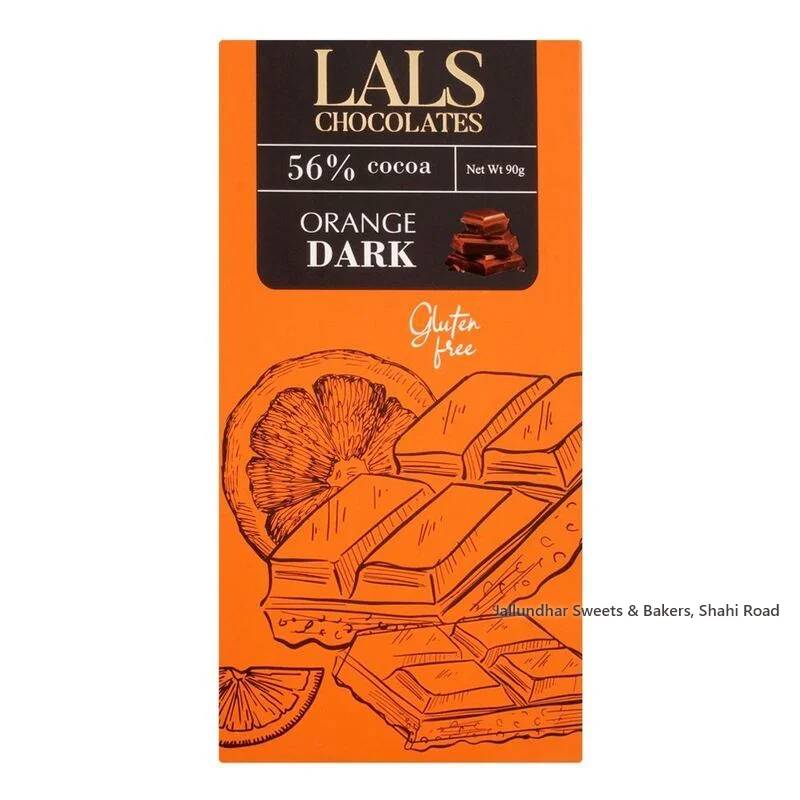 LALS
CHOCOLATES
56% cocoa
Net Wt 90g
ORANGE
DARK
Gluten
free
Jallundhar Sweets & Bakers, Shahi Road